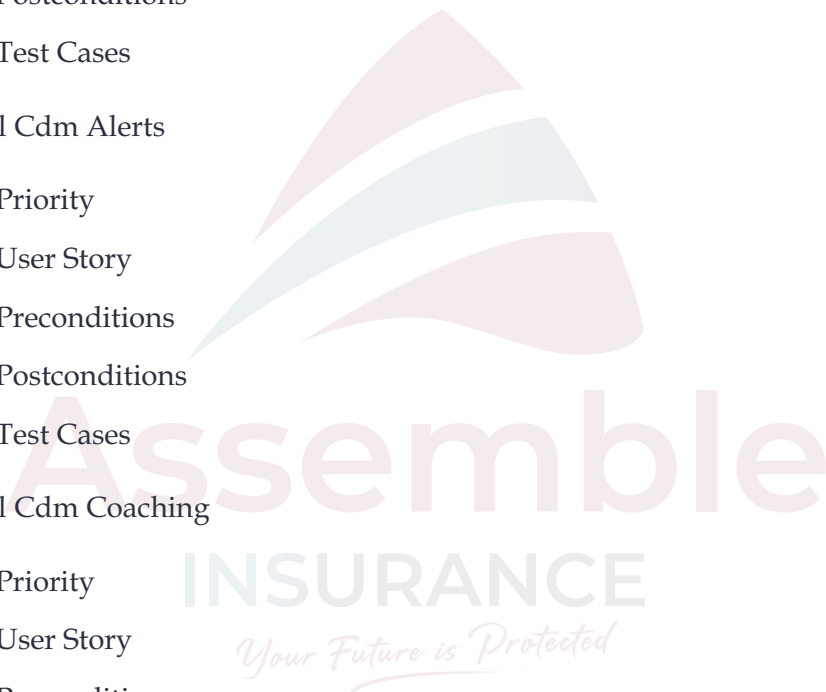 Postconditions
Test Cases
l Cdm Alerts
Priority
User Story
Preconditions
Postconditions
Test Cases
Assemble
l Cdm Coaching
Priority
INSURANCE
User Story
Your Future is Protected